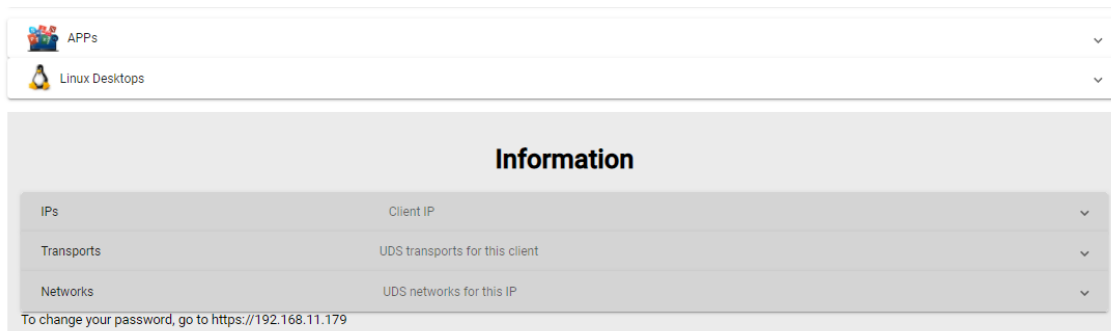 APPs
Linux Desktops
Information
IPs Client IP
Transports UDS transports for this client
Networks UDS networks for this IP
To change your password, go to https://192.168.11.179